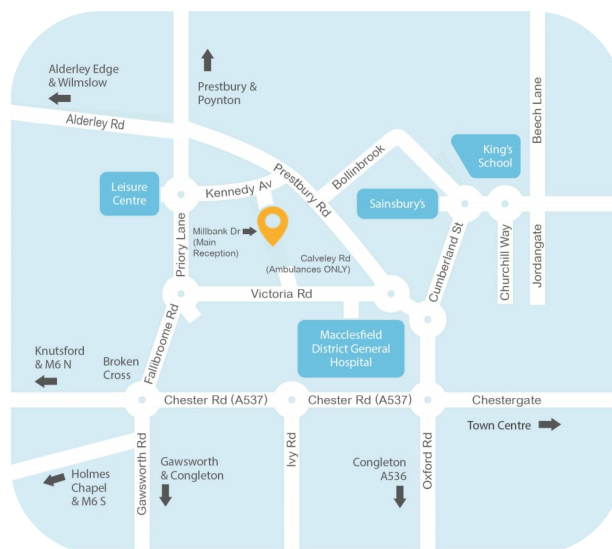 Alderley Edge
& Wilmslow
Prestbury &
Poynton
Alderley Rd
Beech Lane
King's
School
Bollinbrook
Prestbury Rd
Leisure
Centre
Kennedy Av
Sainsbury's
Priory Lane
Millbank Dr
(Main
Reception)
Calveley Rd
(Ambulances ONLY)
Cumberland St
Churchill Way
Jordangate
Victoria Rd
Macclesfield
District General
Hospital
Fallibroome Rd
Knutsford
& M6 N
Broken
Cross
Chester Rd (A537)
Chester Rd (A537)
Chestergate
Town Centre
Gawsworth Rd
Ivy Rd
Oxford Rd
Gawsworth
& Congleton
Congleton
A536
Holmes
Chapel
& M6 S